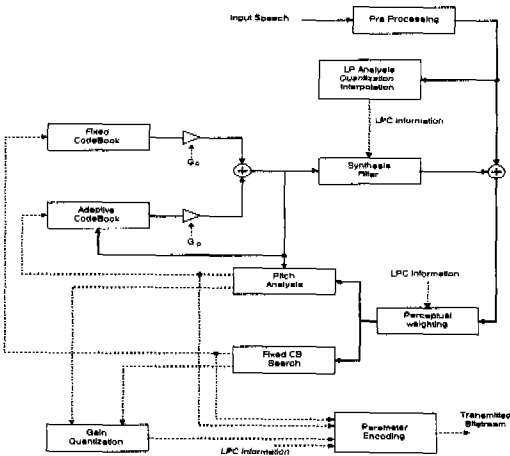 Input Speech
Pre Processing
LP Analysis
Quantization
Interpolation
LPC Information
Fixed
CodeBook
Gc
Synthesis
Filter
Adaptive
CodeBook
Gp
Pitch
Analysis
LPC Information
Perceptual
weighting
Fixed CB
Search
Gain
Quantization
LPC Information
Parameter
Encoding
Transmitted
Bitstream